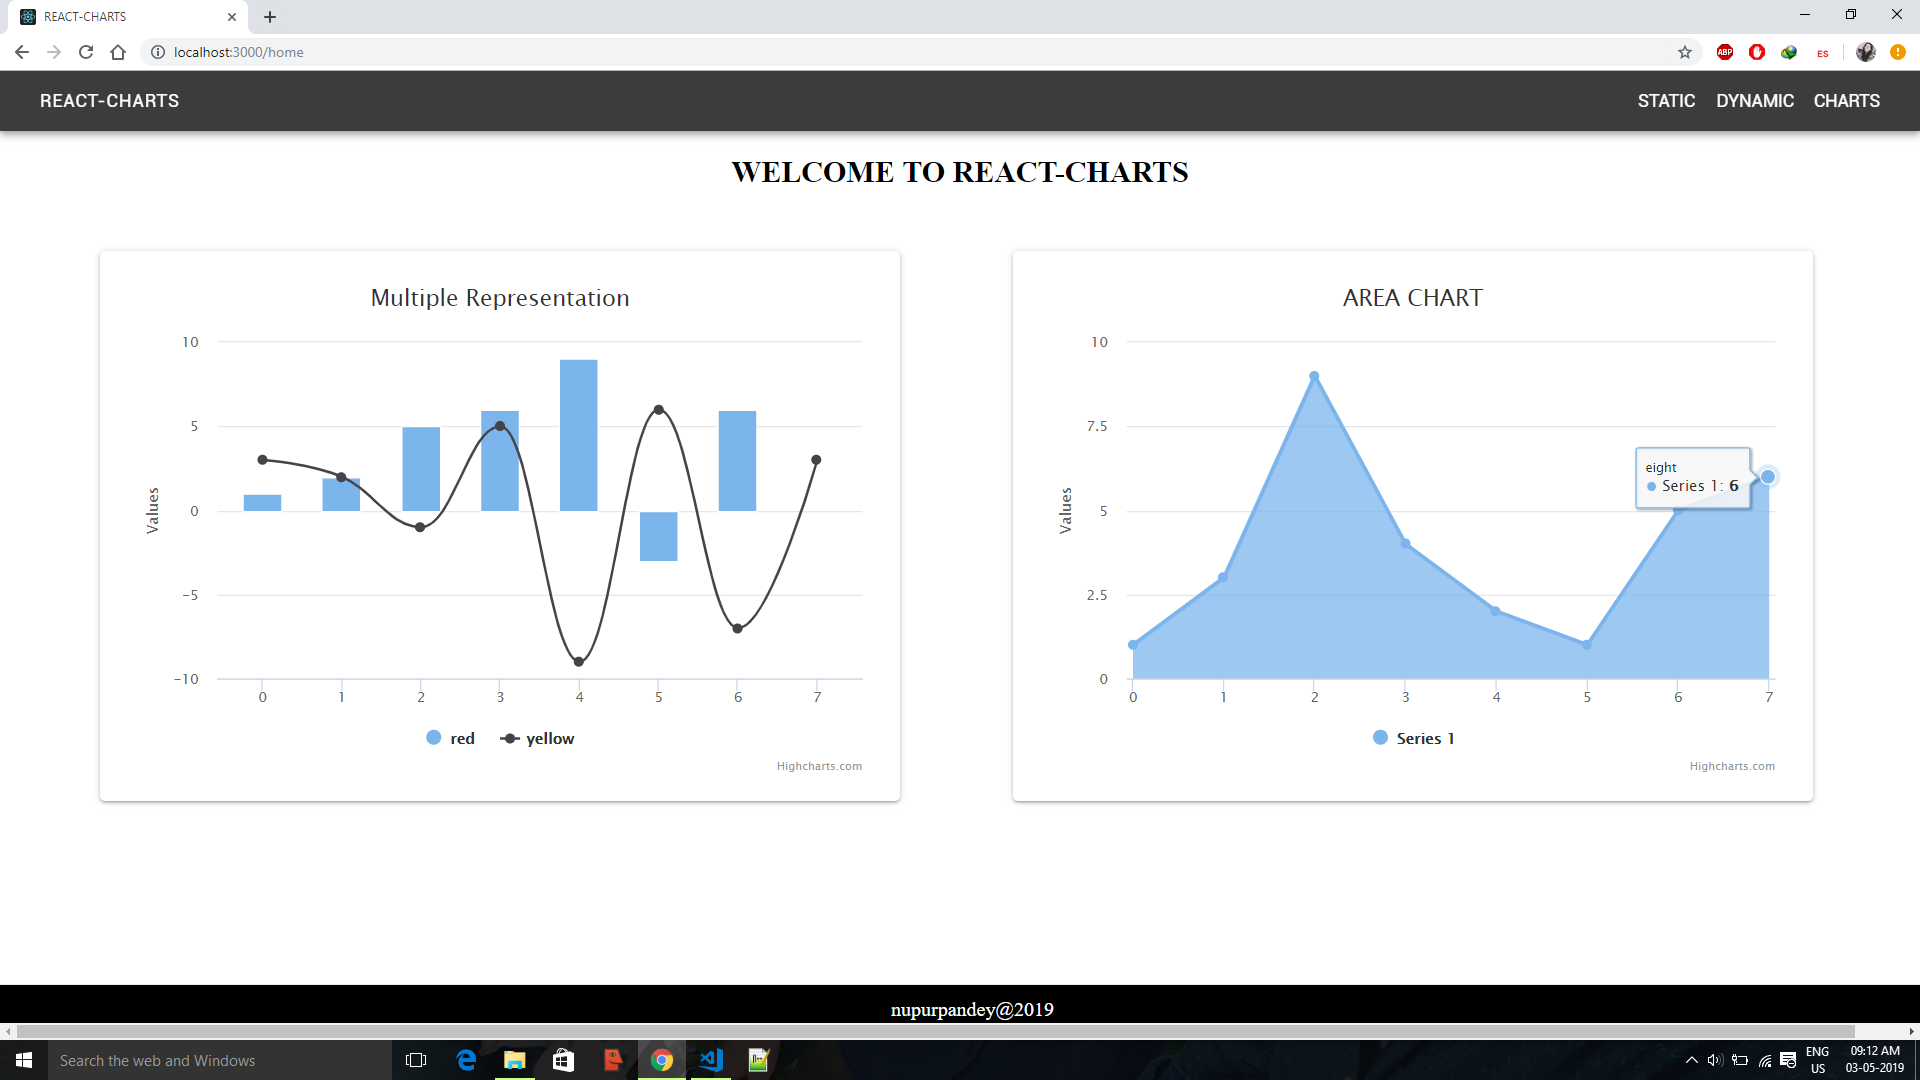 REACT-CHARTS
localhost:3000/home
ABP
ES
REACT-CHARTS
STATIC DYNAMIC CHARTS
WELCOME TO REACT-CHARTS
Multiple Representation
10
5
0
−5
−10
Values
0 1 2 3 4 5 6 7
red yellow
Highcharts.com
AREA CHART
10
7.5
5
2.5
0
Values
eight
Series 1: 6
0 1 2 3 4 5 6 7
Series 1
Highcharts.com
nupurpandey@2019
Search the web and Windows
ENG
US
09:12 AM
03-05-2019